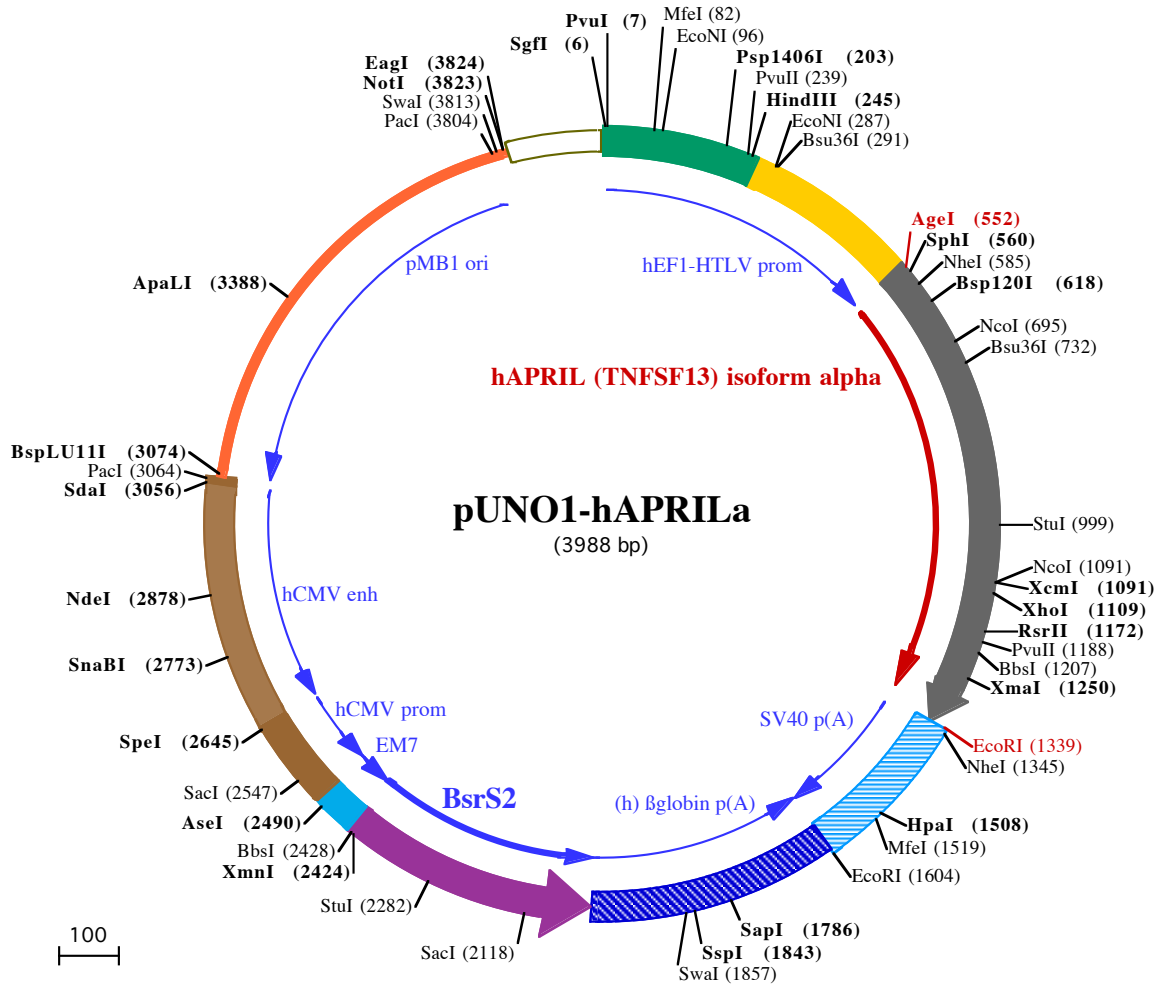 PvuI (7)
SgfI (6)
MfeI (82)
EcoNI (96)
Psp1406I (203)
PvuII (239)
HindIII (245)
EcoNI (287)
Bsu36I (291)
EagI (3824)
NotI (3823)
SwaI (3813)
PacI (3804)
AgeI (552)
SphI (560)
NheI (585)
Bsp120I (618)
NcoI (695)
Bsu36I (732)
pMB1 ori
hEF1-HTLV prom
ApaLI (3388)
hAPRIL (TNFSF13) isoform alpha
BspLU11I (3074)
PacI (3064)
SdaI (3056)
pUNO1-hAPRILa
(3988 bp)
StuI (999)
NcoI (1091)
XcmI (1091)
XhoI (1109)
RsrII (1172)
PvuII (1188)
BbsI (1207)
XmaI (1250)
hCMV enh
NdeI (2878)
SnaBI (2773)
hCMV prom
SV40 p(A)
SpeI (2645)
EM7
EcoRI (1339)
NheI (1345)
SacI (2547)
BsrS2
(h) ßglobin p(A)
AseI (2490)
HpaI (1508)
BbsI (2428)
MfeI (1519)
XmnI (2424)
EcoRI (1604)
StuI (2282)
SapI (1786)
SacI (2118)
SspI (1843)
SwaI (1857)
100